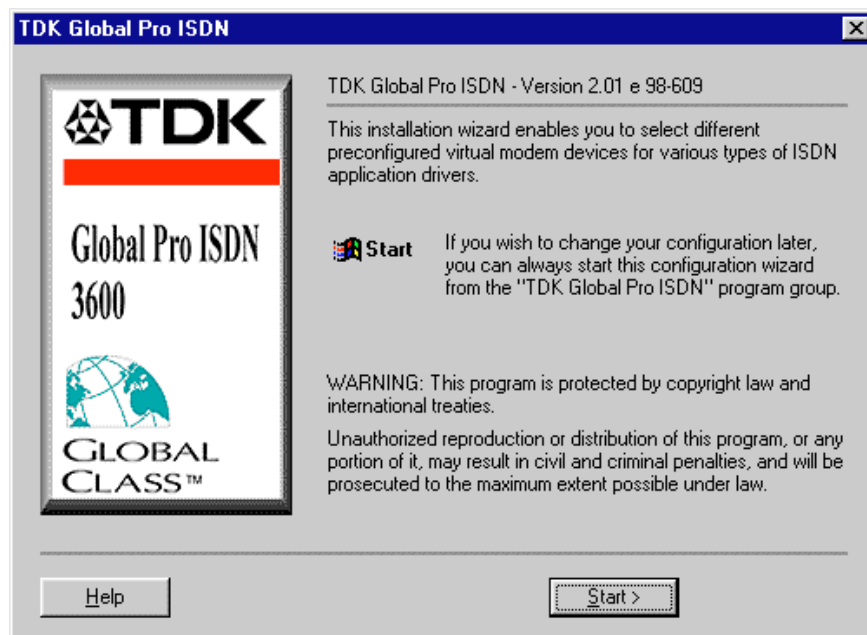 TDK Global Pro ISDN
TDK
Global Pro ISDN
3600
GLOBAL
CLASS™
TDK Global Pro ISDN - Version 2.01 e 98-609
This installation wizard enables you to select different
preconfigured virtual modem devices for various types of ISDN
application drivers.
Start
If you wish to change your configuration later,
you can always start this configuration wizard
from the "TDK Global Pro ISDN" program group.
WARNING: This program is protected by copyright law and
international treaties.
Unauthorized reproduction or distribution of this program, or any
portion of it, may result in civil and criminal penalties, and will be
prosecuted to the maximum extent possible under law.
Help
Start >